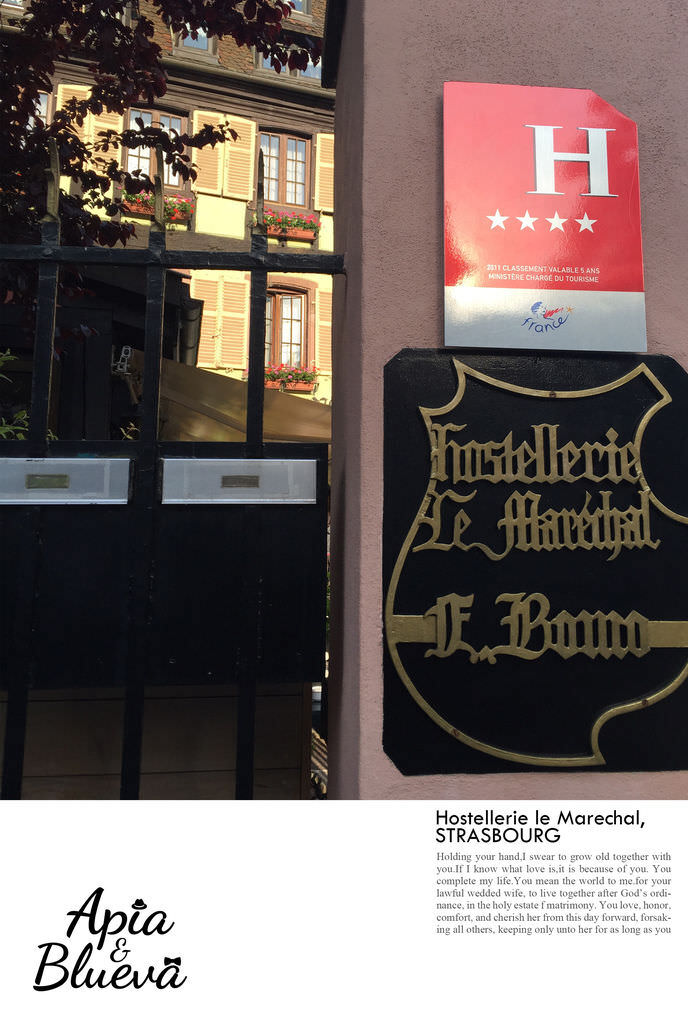 H
2011 CLASSEMENT VALABLE 5 ANS
MINISTÈRE CHARGÉ DU TOURISME
france
Hostellerie
Le Maréchal
F. Bomo
Hostellerie le Marechal,
STRASBOURG
Holding your hand,I swear to grow old together with
you.If I know what love is,it is because of you. You
complete my life.You mean the world to me.for your
lawful wedded wife, to live together after God's ordi-
nance, in the holy estate f matrimony. You love, honor,
comfort, and cherish her from this day forward, forsak-
ing all others, keeping only unto her for as long as you
Apia
&
Blueva